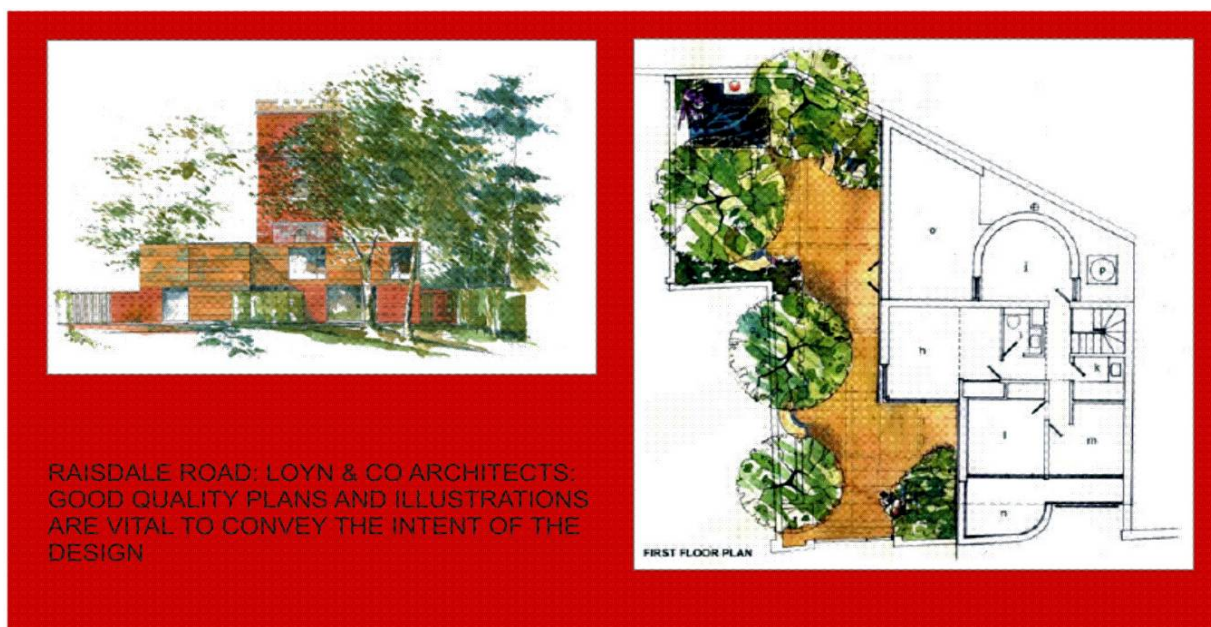 RAISDALE ROAD: LOYN & CO ARCHITECTS:
GOOD QUALITY PLANS AND ILLUSTRATIONS
ARE VITAL TO CONVEY THE INTENT OF THE
DESIGN
o
j
p
h
i
k
l
m
n
FIRST FLOOR PLAN